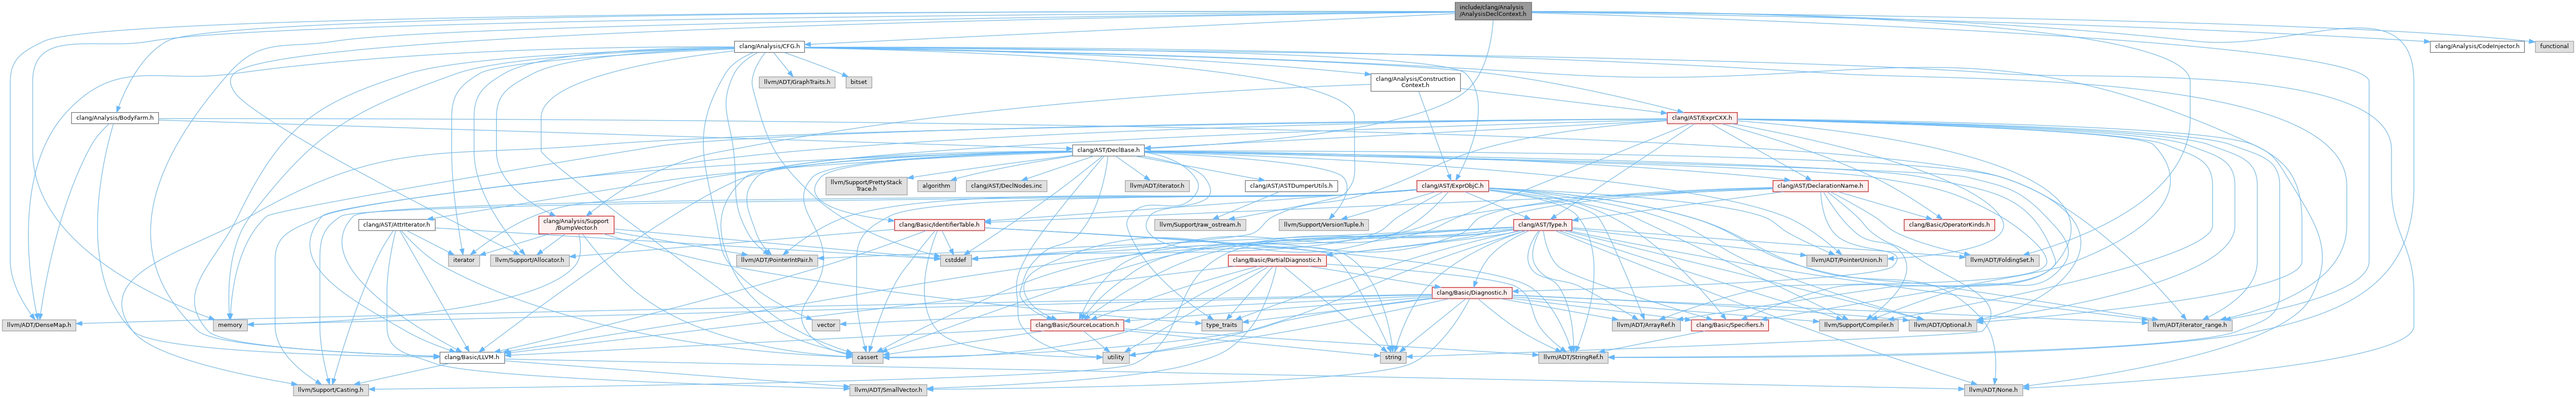 include/clang/Analysis
/AnalysisDeclContext.h
clang/Analysis/CFG.h
clang/Analysis/CodeInjector.h
functional
llvm/ADT/GraphTraits.h
bitset
clang/Analysis/Construction
Context.h
clang/Analysis/BodyFarm.h
clang/AST/ExprCXX.h
clang/AST/DeclBase.h
llvm/Support/PrettyStack
Trace.h
algorithm
clang/AST/DeclNodes.inc
llvm/ADT/iterator.h
clang/AST/ASTDumperUtils.h
clang/AST/ExprObjC.h
clang/AST/DeclarationName.h
clang/AST/AttrIterator.h
clang/Analysis/Support
/BumpVector.h
clang/Basic/IdentifierTable.h
llvm/Support/raw_ostream.h
llvm/Support/VersionTuple.h
clang/AST/Type.h
clang/Basic/OperatorKinds.h
iterator
llvm/Support/Allocator.h
llvm/ADT/PointerIntPair.h
cstddef
clang/Basic/PartialDiagnostic.h
llvm/ADT/PointerUnion.h
llvm/ADT/FoldingSet.h
clang/Basic/Diagnostic.h
llvm/ADT/DenseMap.h
memory
vector
clang/Basic/SourceLocation.h
type_traits
llvm/ADT/ArrayRef.h
clang/Basic/Specifiers.h
llvm/Support/Compiler.h
llvm/ADT/Optional.h
llvm/ADT/iterator_range.h
clang/Basic/LLVM.h
cassert
utility
string
llvm/ADT/StringRef.h
llvm/Support/Casting.h
llvm/ADT/SmallVector.h
llvm/ADT/None.h